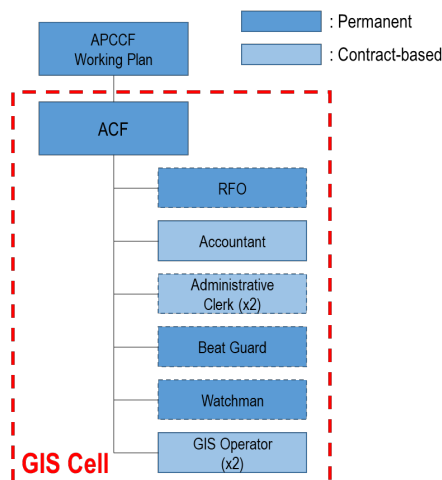 : Permanent
: Contract-based
APCCF
Working Plan
ACF
RFO
Accountant
Administrative
Clerk (x2)
Beat Guard
Watchman
GIS Operator
(x2)
GIS Cell